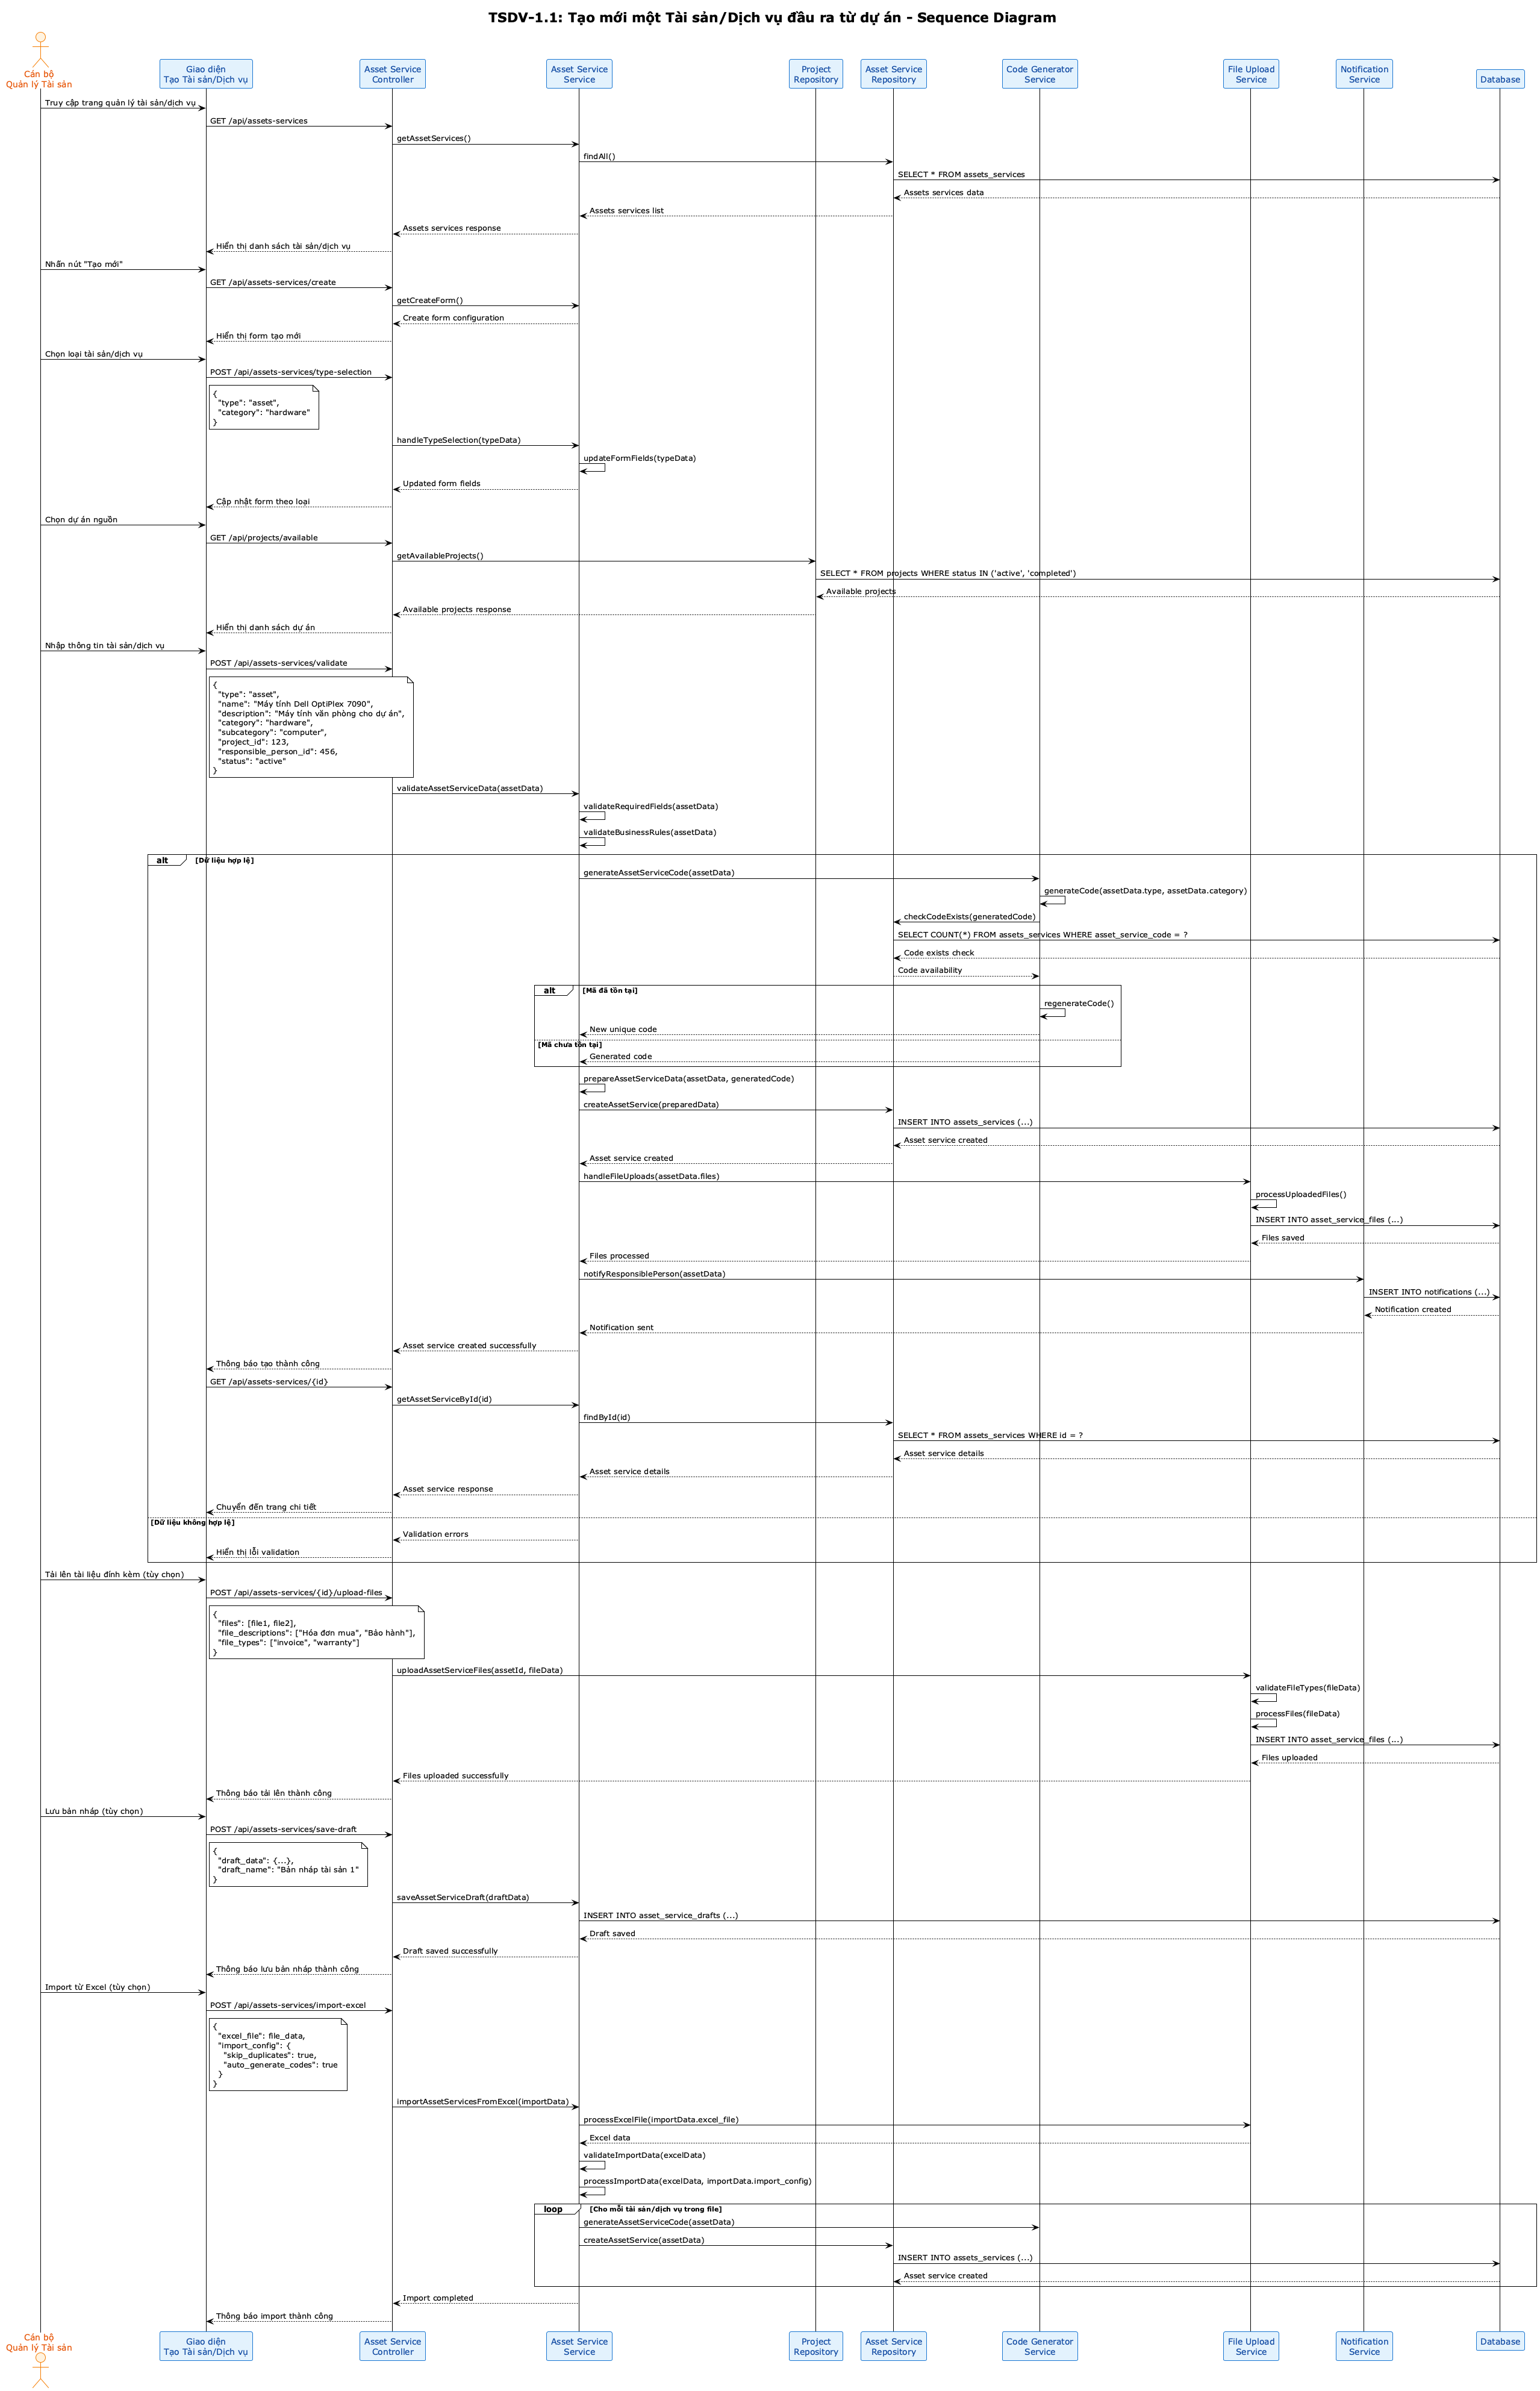 TSDV-1.1: Tạo mới một Tài sản/Dịch vụ đầu ra từ dự án - Sequence Diagram
Cán bộ
Quản lý Tài sản
Giao diện
Tạo Tài sản/Dịch vụ
Asset Service
Controller
Asset Service
Service
Project
Repository
Asset Service
Repository
Code Generator
Service
File Upload
Service
Notification
Service
Database
Truy cập trang quản lý tài sản/dịch vụ
GET /api/assets-services
getAssetServices()
findAll()
SELECT * FROM assets_services
Assets services data
Assets services list
Assets services response
Hiển thị danh sách tài sản/dịch vụ
Nhấn nút "Tạo mới"
GET /api/assets-services/create
getCreateForm()
Create form configuration
Hiển thị form tạo mới
Chọn loại tài sản/dịch vụ
POST /api/assets-services/type-selection
{
"type": "asset",
"category": "hardware"
}
handleTypeSelection(typeData)
updateFormFields(typeData)
Updated form fields
Cập nhật form theo loại
Chọn dự án nguồn
GET /api/projects/available
getAvailableProjects()
SELECT * FROM projects WHERE status IN ('active', 'completed')
Available projects
Available projects response
Hiển thị danh sách dự án
Nhập thông tin tài sản/dịch vụ
POST /api/assets-services/validate
{
"type": "asset",
"name": "Máy tính Dell OptiPlex 7090",
"description": "Máy tính văn phòng cho dự án",
"category": "hardware",
"subcategory": "computer",
"project_id": 123,
"responsible_person_id": 456,
"status": "active"
}
validateAssetServiceData(assetData)
validateRequiredFields(assetData)
validateBusinessRules(assetData)
alt [Dữ liệu hợp lệ]
generateAssetServiceCode(assetData)
generateCode(assetData.type, assetData.category)
checkCodeExists(generatedCode)
SELECT COUNT(*) FROM assets_services WHERE asset_service_code = ?
Code exists check
Code availability
alt [Mã đã tồn tại]
regenerateCode()
New unique code
[Mã chưa tồn tại]
Generated code
prepareAssetServiceData(assetData, generatedCode)
createAssetService(preparedData)
INSERT INTO assets_services (...)
Asset service created
Asset service created
handleFileUploads(assetData.files)
processUploadedFiles()
INSERT INTO asset_service_files (...)
Files saved
Files processed
notifyResponsiblePerson(assetData)
INSERT INTO notifications (...)
Notification created
Notification sent
Asset service created successfully
Thông báo tạo thành công
GET /api/assets-services/{id}
getAssetServiceById(id)
findById(id)
SELECT * FROM assets_services WHERE id = ?
Asset service details
Asset service details
Asset service response
Chuyển đến trang chi tiết
[Dữ liệu không hợp lệ]
Validation errors
Hiển thị lỗi validation
Tải lên tài liệu đính kèm (tùy chọn)
POST /api/assets-services/{id}/upload-files
{
"files": [file1, file2],
"file_descriptions": ["Hóa đơn mua", "Bảo hành"],
"file_types": ["invoice", "warranty"]
}
uploadAssetServiceFiles(assetId, fileData)
validateFileTypes(fileData)
processFiles(fileData)
INSERT INTO asset_service_files (...)
Files uploaded
Files uploaded successfully
Thông báo tải lên thành công
Lưu bản nháp (tùy chọn)
POST /api/assets-services/save-draft
{
"draft_data": {...},
"draft_name": "Bản nháp tài sản 1"
}
saveAssetServiceDraft(draftData)
INSERT INTO asset_service_drafts (...)
Draft saved
Draft saved successfully
Thông báo lưu bản nháp thành công
Import từ Excel (tùy chọn)
POST /api/assets-services/import-excel
{
"excel_file": file_data,
"import_config": {
"skip_duplicates": true,
"auto_generate_codes": true
}
}
importAssetServicesFromExcel(importData)
processExcelFile(importData.excel_file)
Excel data
validateImportData(excelData)
processImportData(excelData, importData.import_config)
loop [Cho mỗi tài sản/dịch vụ trong file]
generateAssetServiceCode(assetData)
createAssetService(assetData)
INSERT INTO assets_services (...)
Asset service created
Import completed
Thông báo import thành công
Cán bộ
Quản lý Tài sản
Giao diện
Tạo Tài sản/Dịch vụ
Asset Service
Controller
Asset Service
Service
Project
Repository
Asset Service
Repository
Code Generator
Service
File Upload
Service
Notification
Service
Database